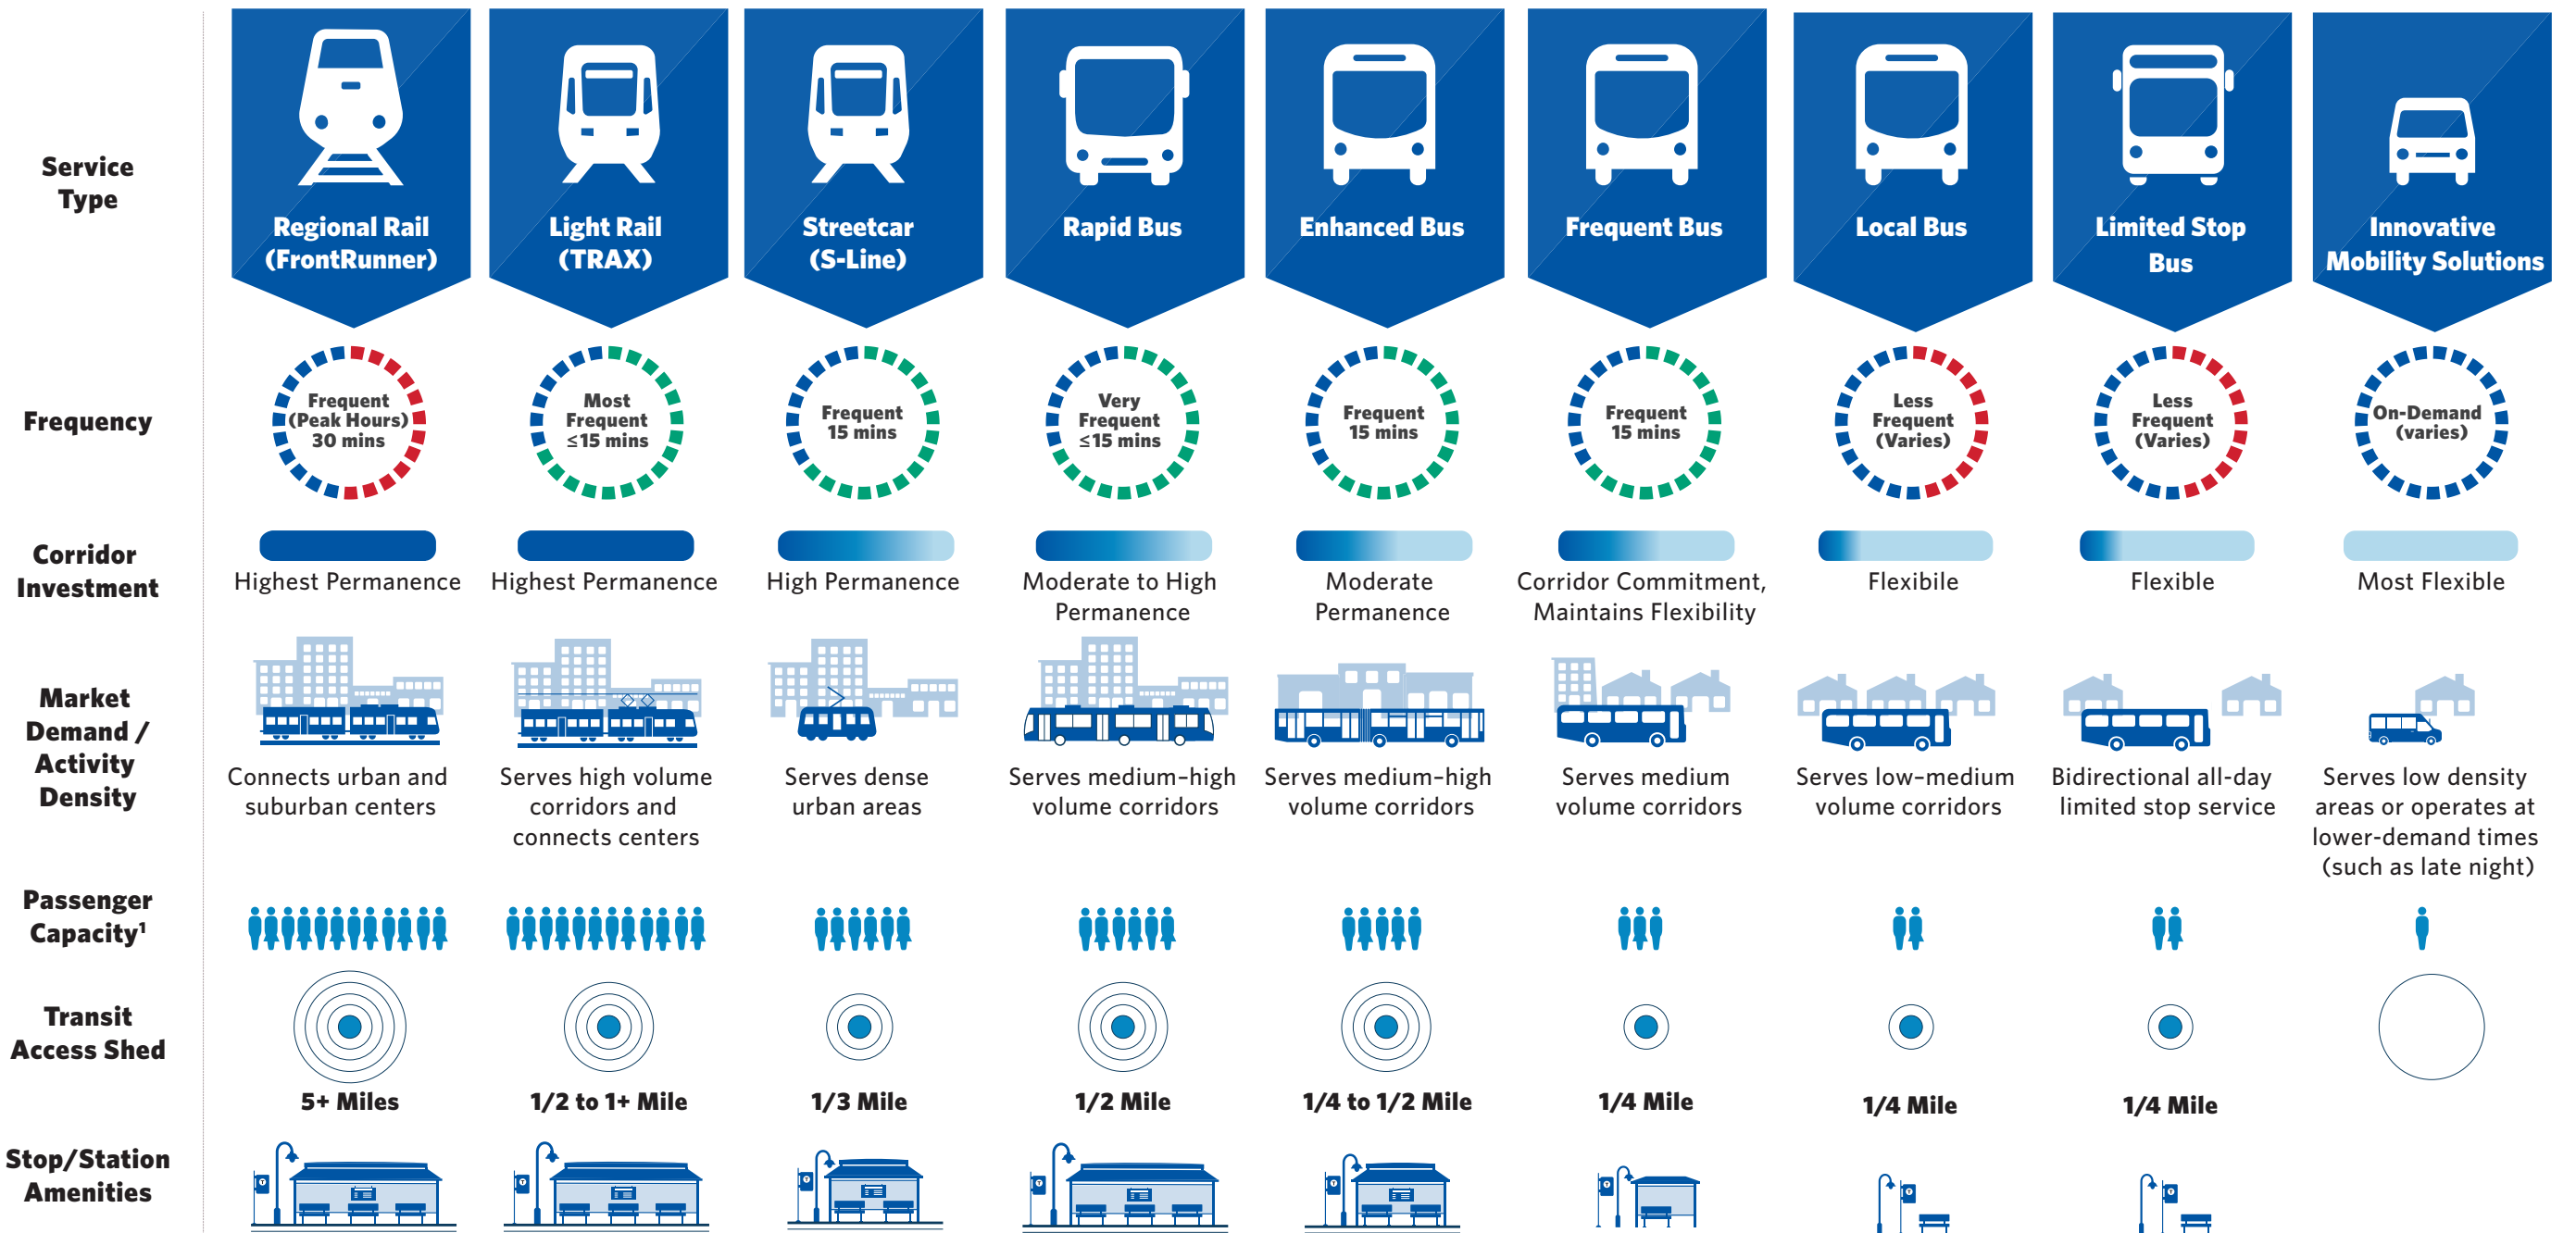 Service
Type
Regional Rail
(FrontRunner)
Light Rail
(TRAX)
Streetcar
(S-Line)
Rapid Bus
Enhanced Bus
Frequent Bus
Local Bus
Limited Stop
Bus
Innovative
Mobility Solutions
Frequency
Frequent
(Peak Hours)
30 mins
Most
Frequent
≤15 mins
Frequent
15 mins
Very
Frequent
≤15 mins
Frequent
15 mins
Frequent
15 mins
Less
Frequent
(Varies)
Less
Frequent
(Varies)
On-Demand
(varies)
Corridor
Investment
Highest Permanence
Highest Permanence
High Permanence
Moderate to High
Permanence
Moderate
Permanence
Corridor Commitment,
Maintains Flexibility
Flexibile
Flexible
Most Flexible
Market
Demand /
Activity
Density
Connects urban and
suburban centers
Serves high volume
corridors and
connects centers
Serves dense
urban areas
Serves medium–high
volume corridors
Serves medium–high
volume corridors
Serves medium
volume corridors
Serves low–medium
volume corridors
Bidirectional all-day
limited stop service
Serves low density
areas or operates at
lower-demand times
(such as late night)
Passenger
Capacity¹
Transit
Access Shed
5+ Miles
1/2 to 1+ Mile
1/3 Mile
1/2 Mile
1/4 to 1/2 Mile
1/4 Mile
1/4 Mile
1/4 Mile
Stop/Station
Amenities